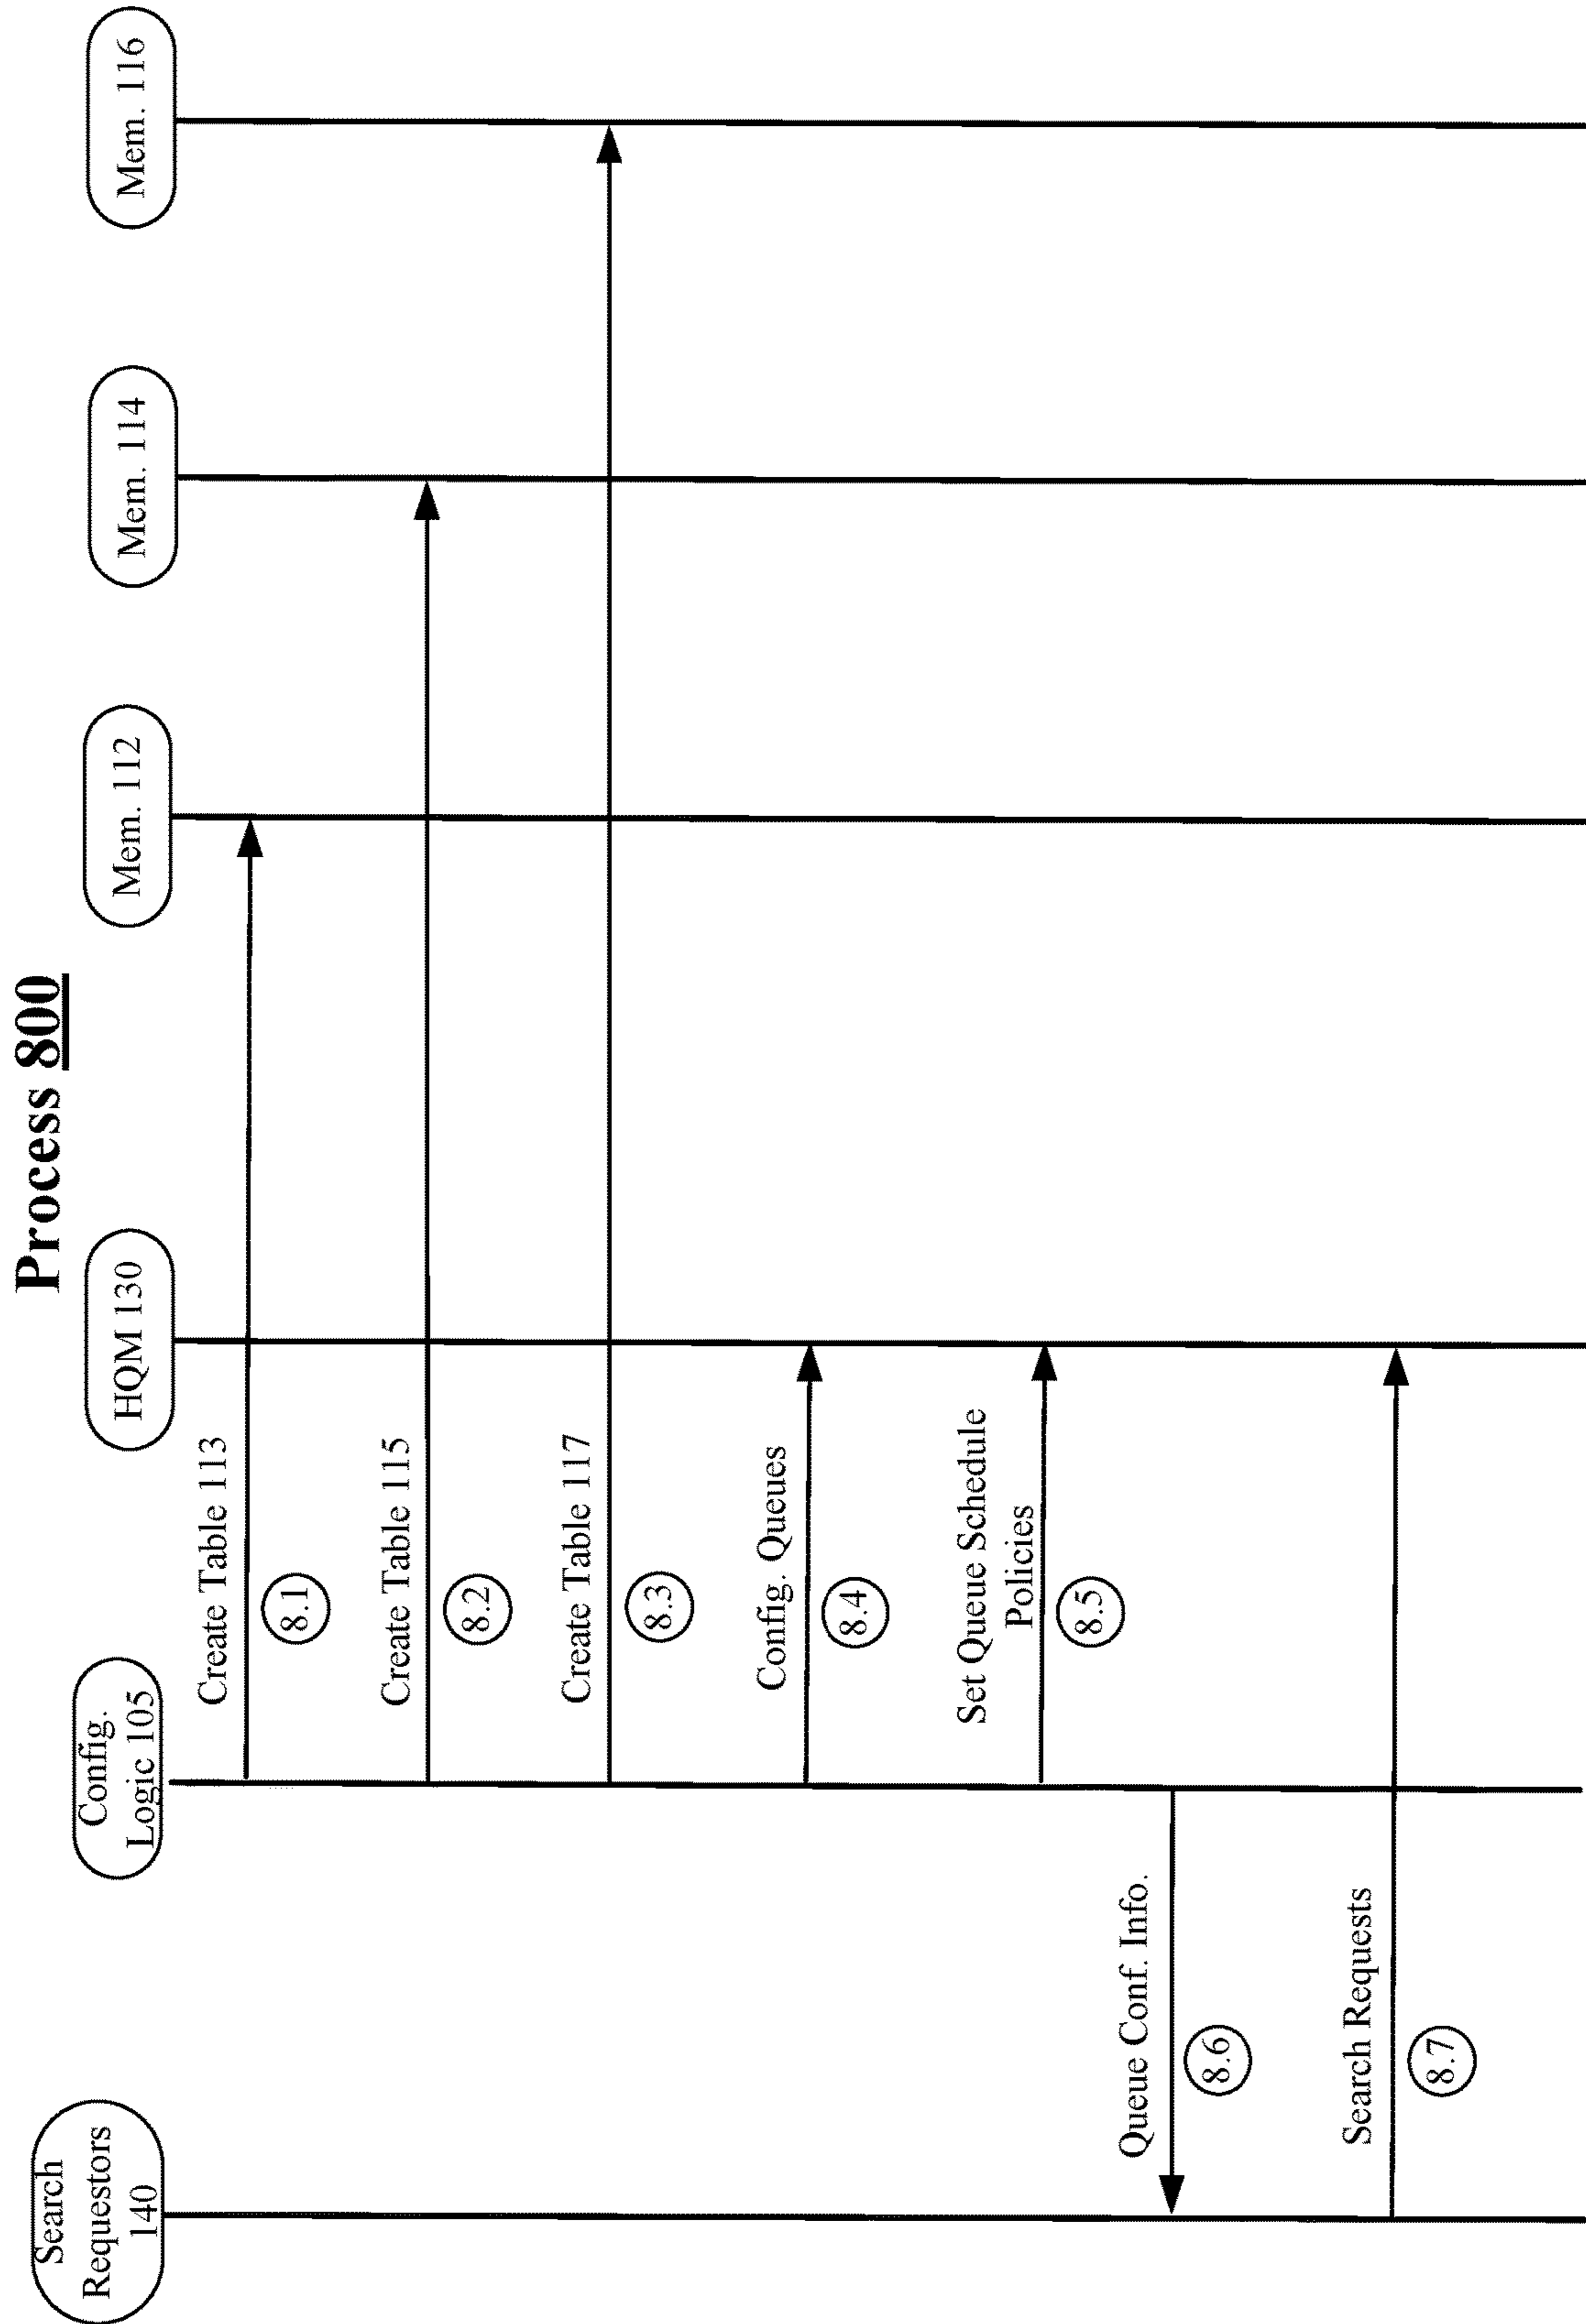 Process 800
Search
Requestors
140
Config.
Logic 105
HQM 130
Mem. 112
Mem. 114
Mem. 116
Create Table 113
8.1
Create Table 115
8.2
Create Table 117
8.3
Config. Queues
8.4
Set Queue Schedule
Policies
8.5
Queue Conf. Info.
8.6
Search Requests
8.7